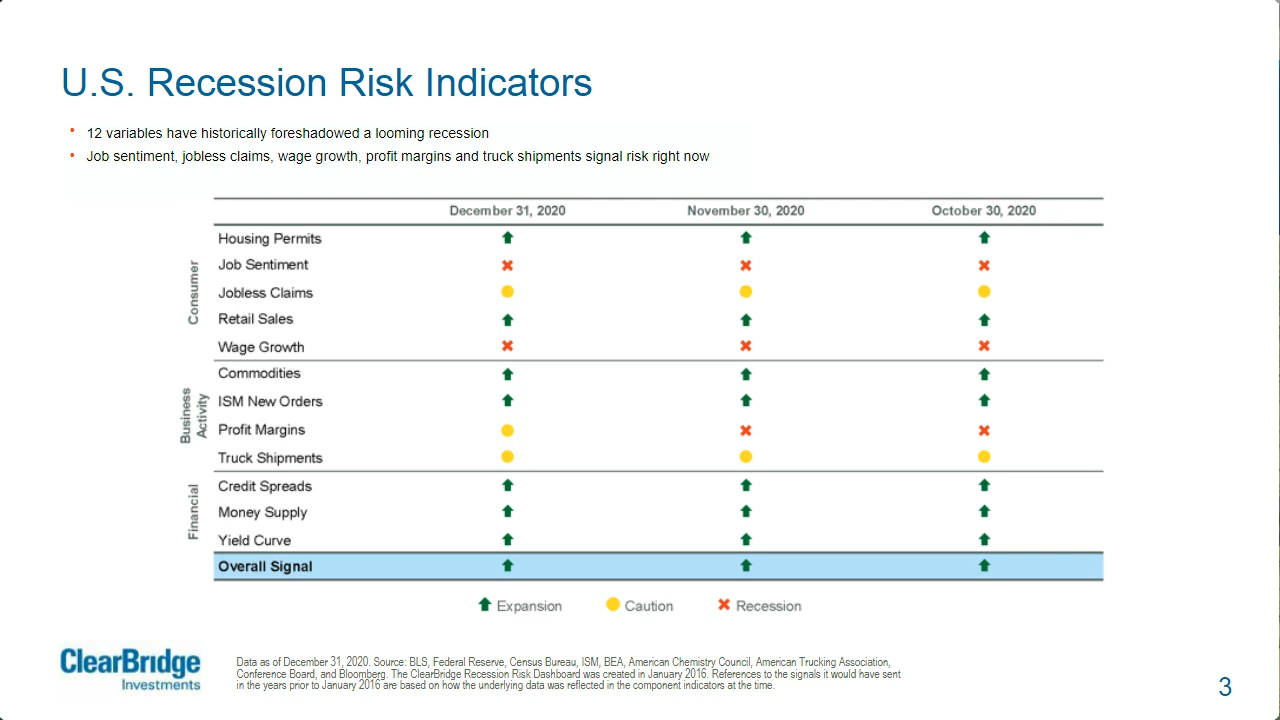 U.S. Recession Risk Indicators
• 12 variables have historically foreshadowed a looming recession
• Job sentiment, jobless claims, wage growth, profit margins and truck shipments signal risk right now
December 31, 2020 November 30, 2020 October 30, 2020
Consumer
Housing Permits
Job Sentiment
Jobless Claims
Retail Sales
Wage Growth
Business
Activity
Commodities
ISM New Orders
Profit Margins
Truck Shipments
Financial
Credit Spreads
Money Supply
Yield Curve
Overall Signal
Expansion Caution Recession
ClearBridge
Investments
Data as of December 31, 2020. Source: BLS, Federal Reserve, Census Bureau, ISM, BEA, American Chemistry Council, American Trucking Association,
Conference Board, and Bloomberg. The ClearBridge Recession Risk Dashboard was created in January 2016. References to the signals it would have sent
in the years prior to January 2016 are based on how the underlying data was reflected in the component indicators at the time.
3